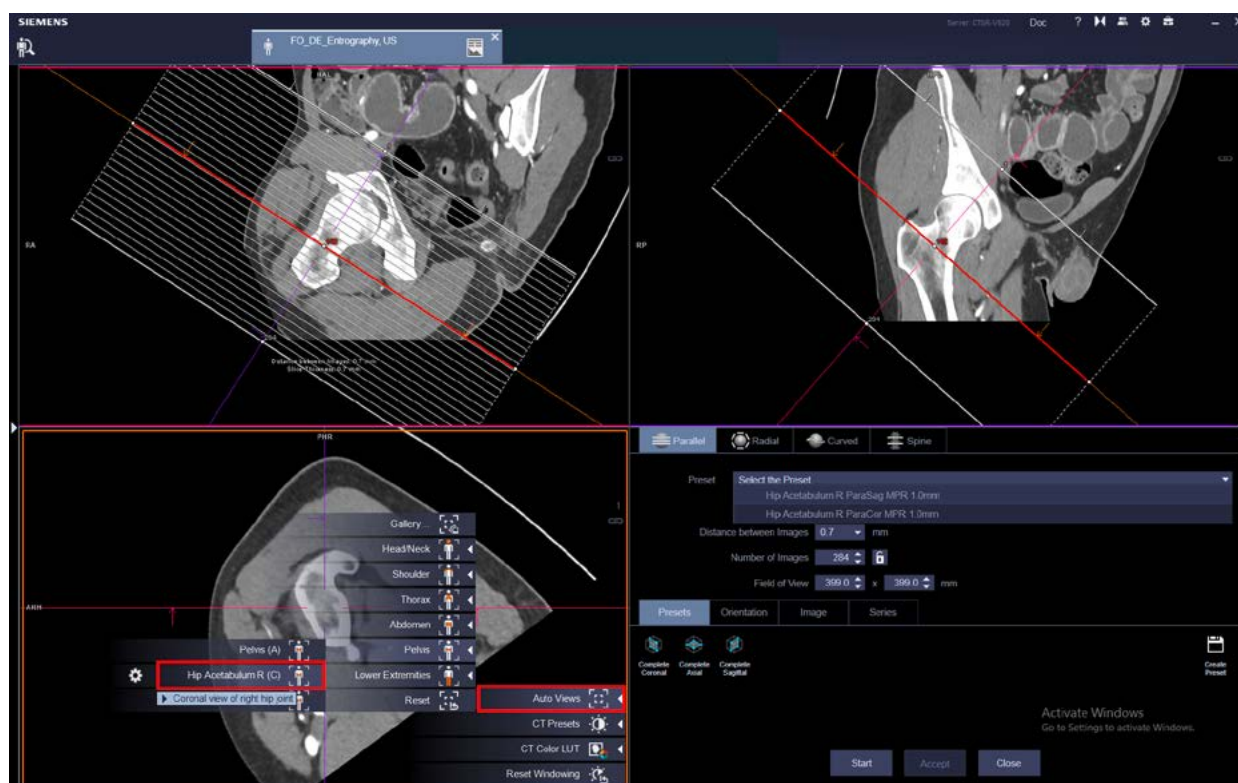 SIEMENS
Server: CTSR-V820 Doc ?
FO_DE_Entrography, US
RA
RP
284
284
Distance between Images: 0.7 mm
Slice Thickness: 0.7 mm
PHR
Parallel Radial Curved Spine
Preset Select the Preset
Hip Acetabulum R ParaSag MPR 1.0mm
Hip Acetabulum R ParaCor MPR 1.0mm
Distance between Images 0.7 mm
Number of Images 284
Field of View 399.0 x 399.0 mm
Presets Orientation Image Series
Complete Coronal
Complete Axial
Complete Sagittal
Create Preset
Gallery...
Head/Neck
Shoulder
Thorax
ARH
Abdomen
Pelvis (A) Pelvis
Hip Acetabulum R (C) Lower Extremities
Coronal view of right hip joint Reset
Auto Views
CT Presets
CT Color LUT
Reset Windowing
Activate Windows
Go to Settings to activate Windows.
Start Accept Close